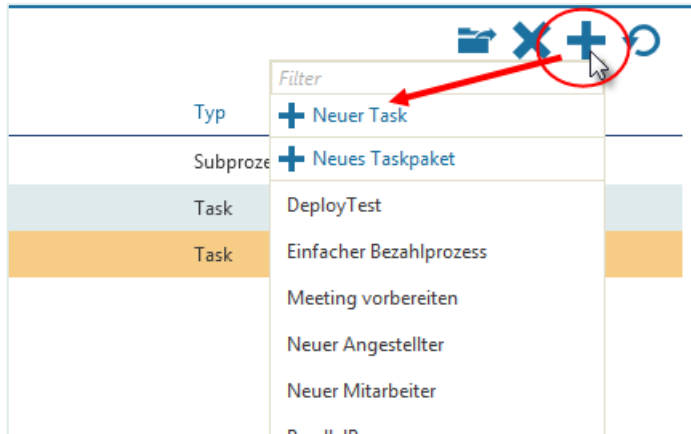 Filter
Typ
Neuer Task
Subproze
Neues Taskpaket
Task
DeployTest
Task
Einfacher Bezahlprozess
Meeting vorbereiten
Neuer Angestellter
Neuer Mitarbeiter